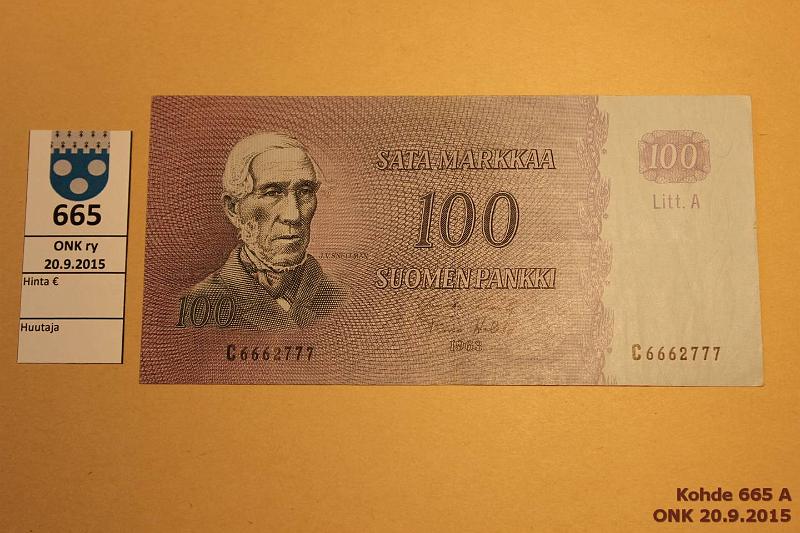 665
ONK ry
20.9.2015
Hinta €
Huutaja
SATA MARKKAA
100
J.V. SNELLMAN
SUOMEN PANKKI
100
1963
C6662777
100
Litt. A
C6662777
Kohde 665 A
ONK 20.9.2015